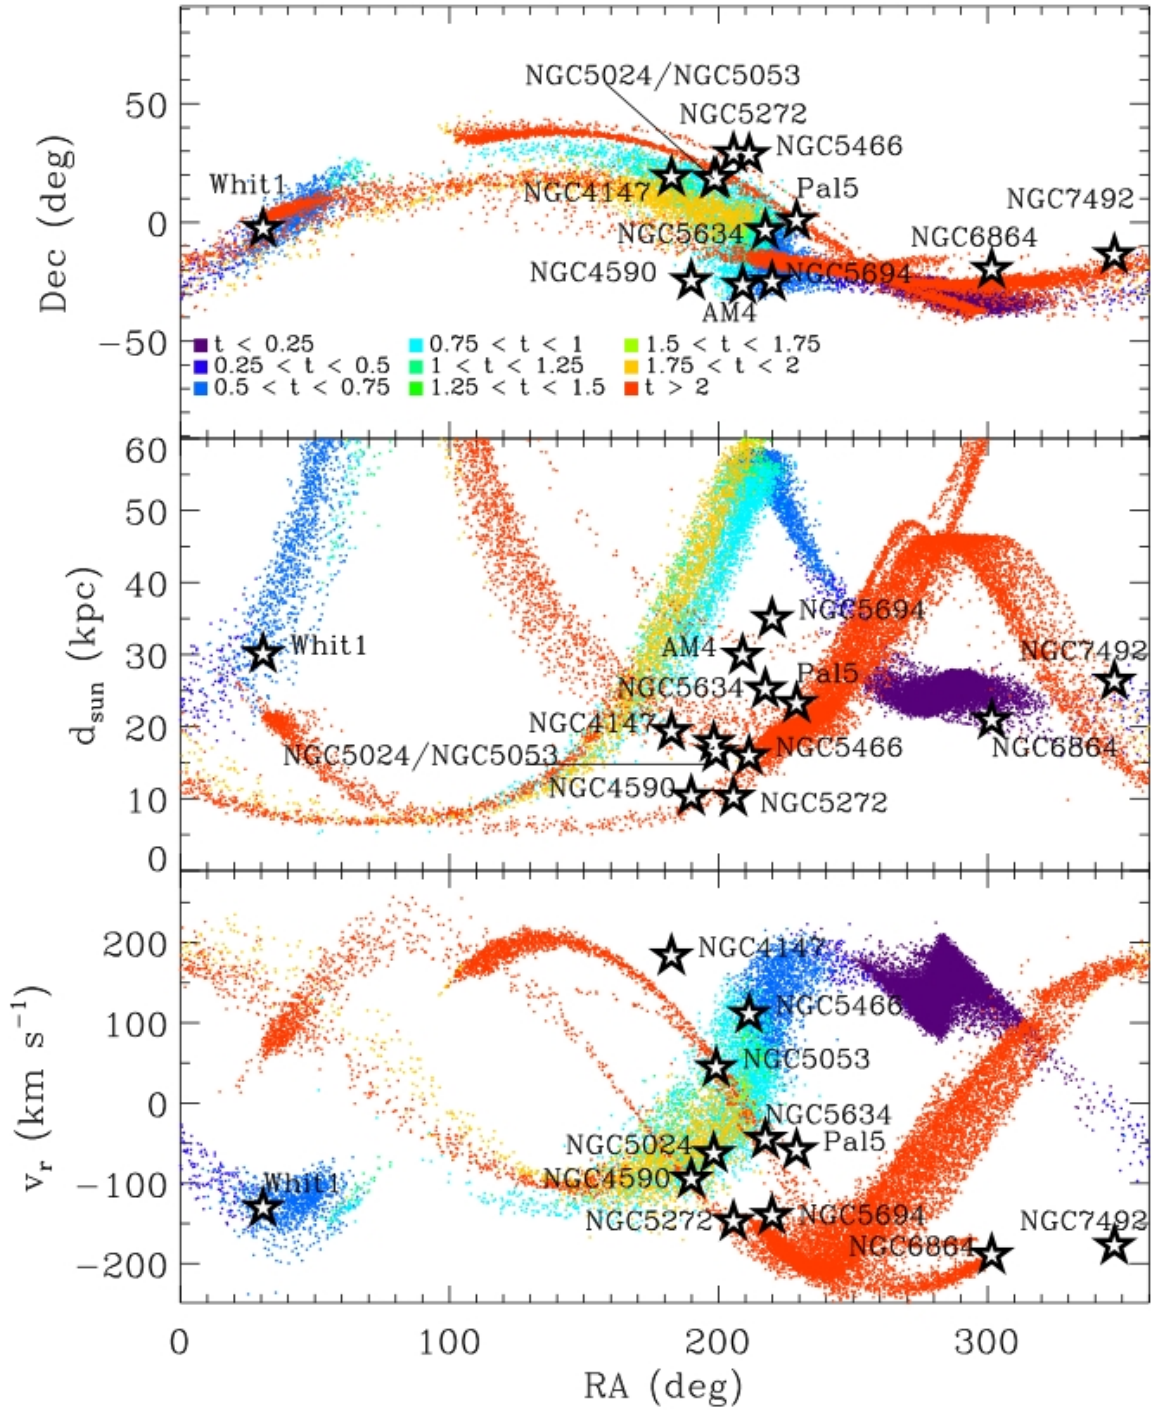 NGC5024/NGC5053
NGC5272
NGC5466
Whit1
NGC4147
Pal5
NGC7492
NGC5634
NGC6864
NGC4590
NGC5694
AM4
50
0
−50
Dec (deg)
t < 0.25
0.75 < t < 1
1.5 < t < 1.75
0.25 < t < 0.5
1 < t < 1.25
1.75 < t < 2
0.5 < t < 0.75
1.25 < t < 1.5
t > 2
60
50
40
30
20
10
0
d_sun (kpc)
NGC5694
Whit1
AM4
NGC7492
Pal5
NGC5634
NGC4147
NGC5024/NGC5053
NGC5466
NGC6864
NGC4590
NGC5272
200
100
0
−100
−200
v_r (km s⁻¹)
NGC4147
NGC5466
NGC5053
NGC5634
NGC5024
Pal5
NGC4590
Whit1
NGC5272
NGC5694
NGC7492
NGC6864
0
100
200
300
RA (deg)